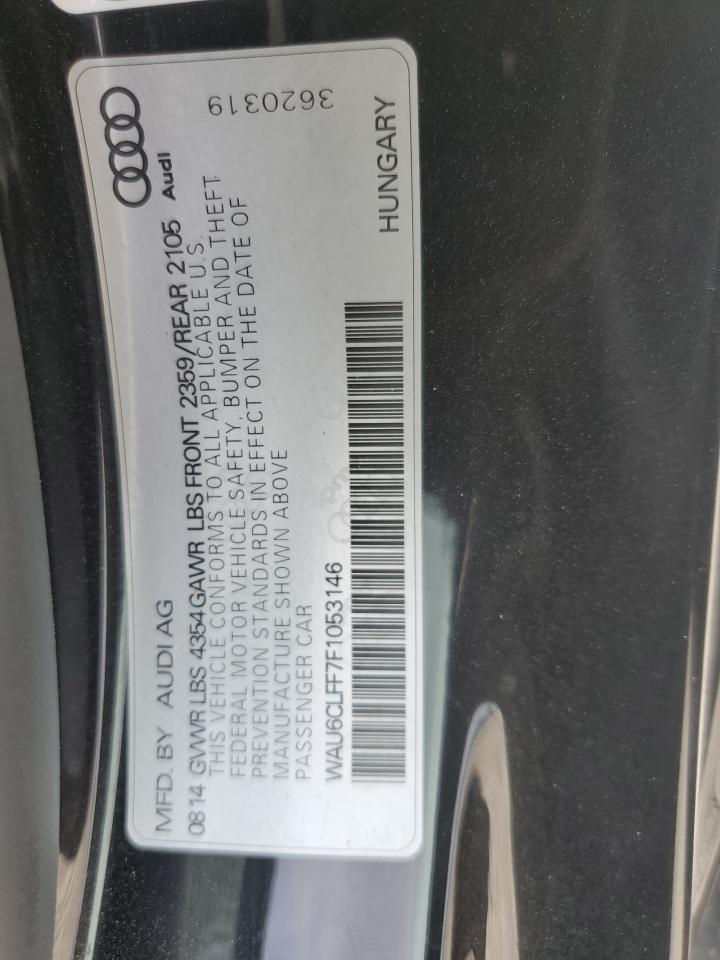 MFD. BY AUDI AG
Audi
0814 GVWR LBS 4354 GAWR LBS FRONT 2359/REAR 2105
THIS VEHICLE CONFORMS TO ALL APPLICABLE U.S.
FEDERAL MOTOR VEHICLE SAFETY, BUMPER AND THEFT
PREVENTION STANDARDS IN EFFECT ON THE DATE OF
MANUFACTURE SHOWN ABOVE
PASSENGER CAR
3620319
WAU6CLFF7F1053146
HUNGARY